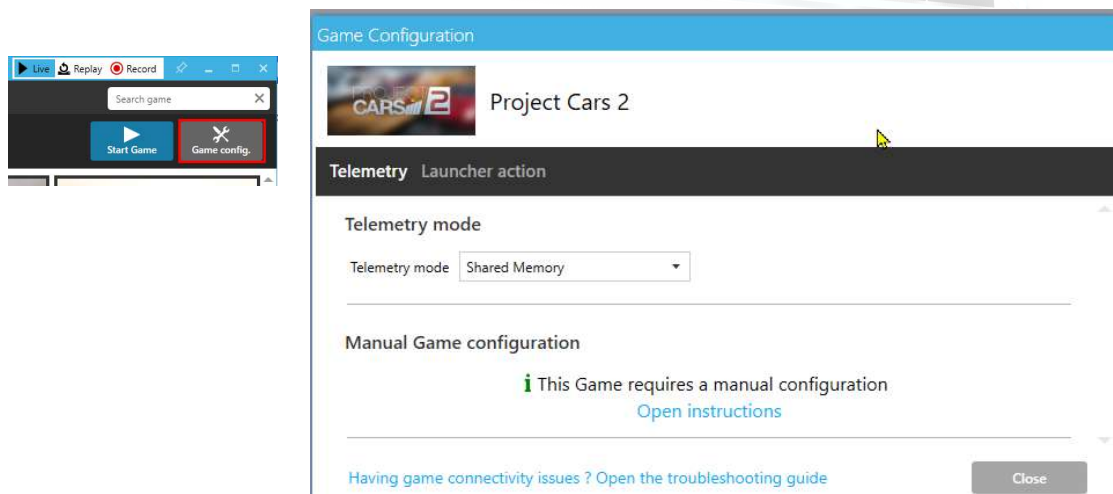 Live Replay Record
Search game
Start Game Game config.
Game Configuration
PROJECT
CARS 2
Project Cars 2
Telemetry Launcher action
Telemetry mode
Telemetry mode Shared Memory
Manual Game configuration
i This Game requires a manual configuration
Open instructions
Having game connectivity issues ? Open the troubleshooting guide
Close